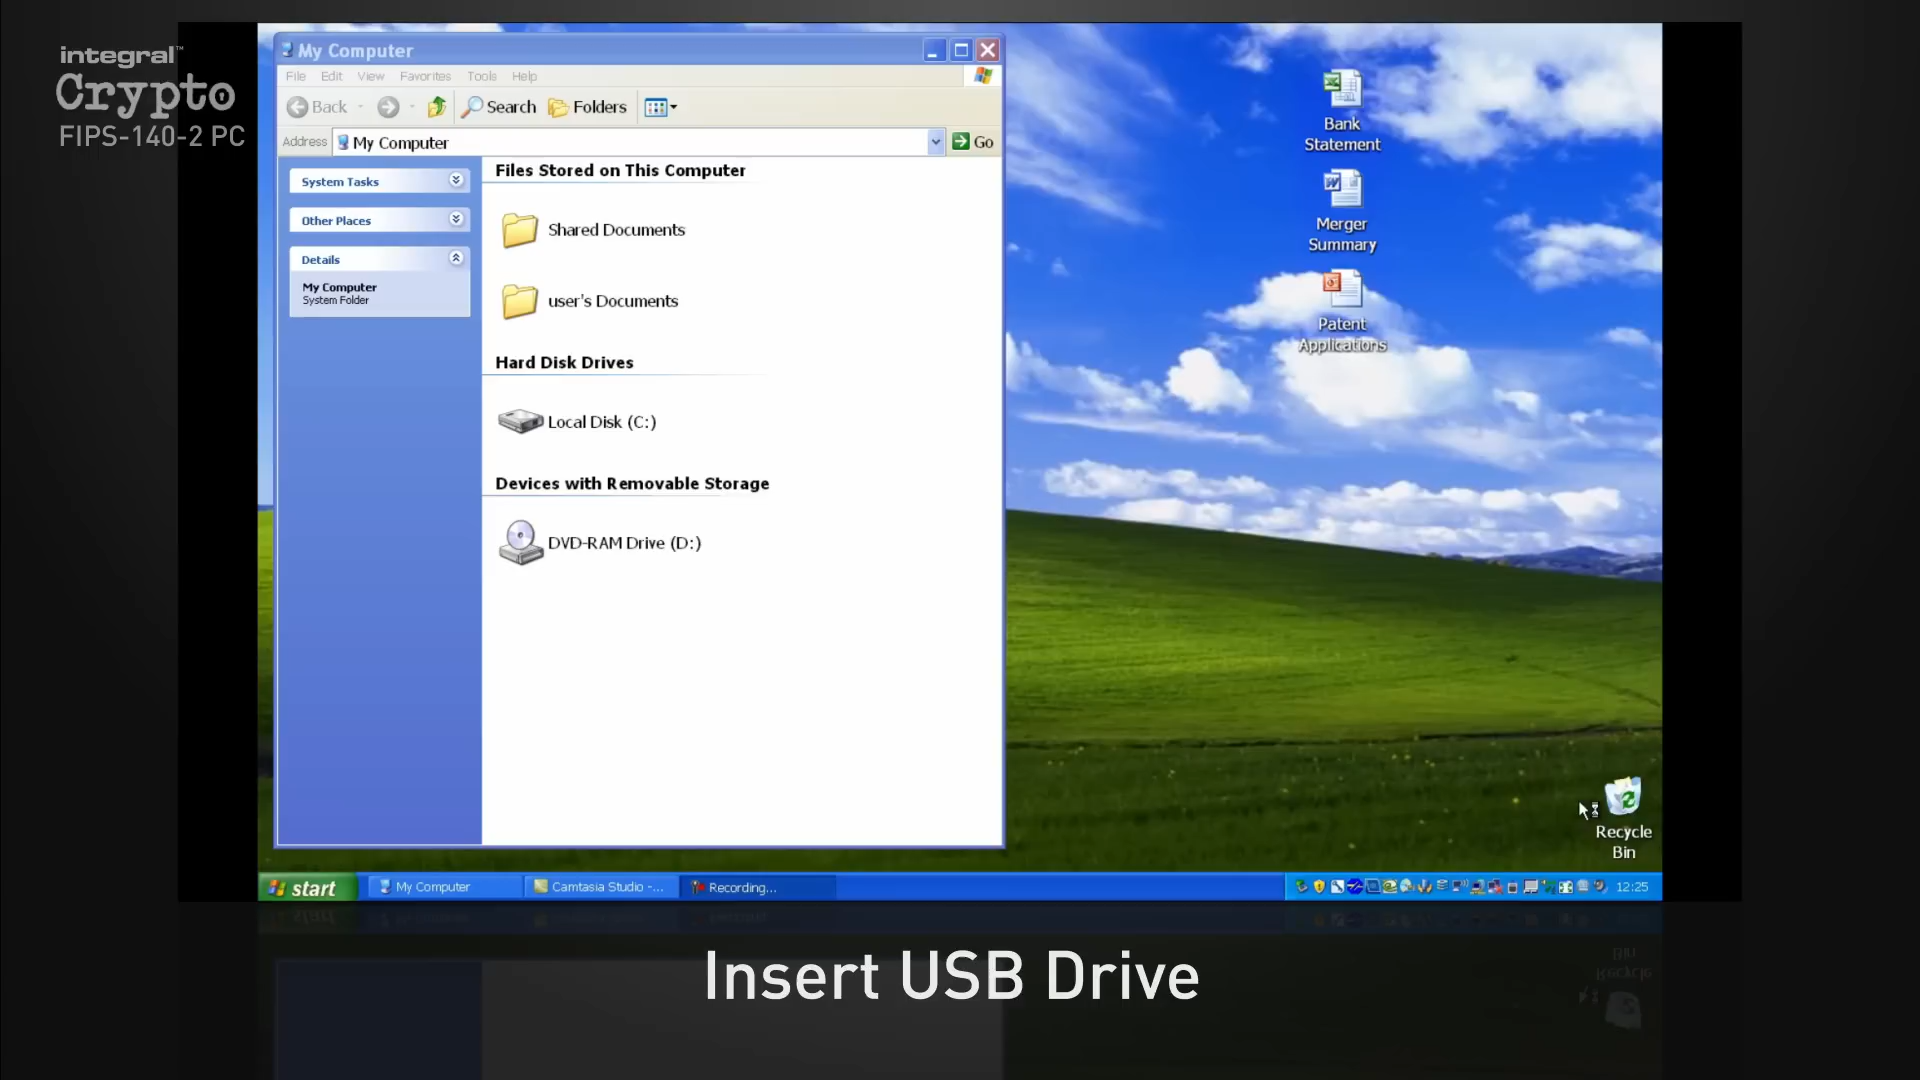 integral™
Crypto
FIPS-140-2 PC
My Computer
File Edit View Favorites Tools Help
Back Search Folders
Address My Computer Go
System Tasks
Other Places
Details
My Computer
System Folder
Files Stored on This Computer
Shared Documents
user's Documents
Hard Disk Drives
Local Disk (C:)
Devices with Removable Storage
DVD-RAM Drive (D:)
Bank
Statement
Merger
Summary
Patent
Applications
Recycle
Bin
start My Computer Camtasia Studio -... Recording... 12:25
Insert USB Drive